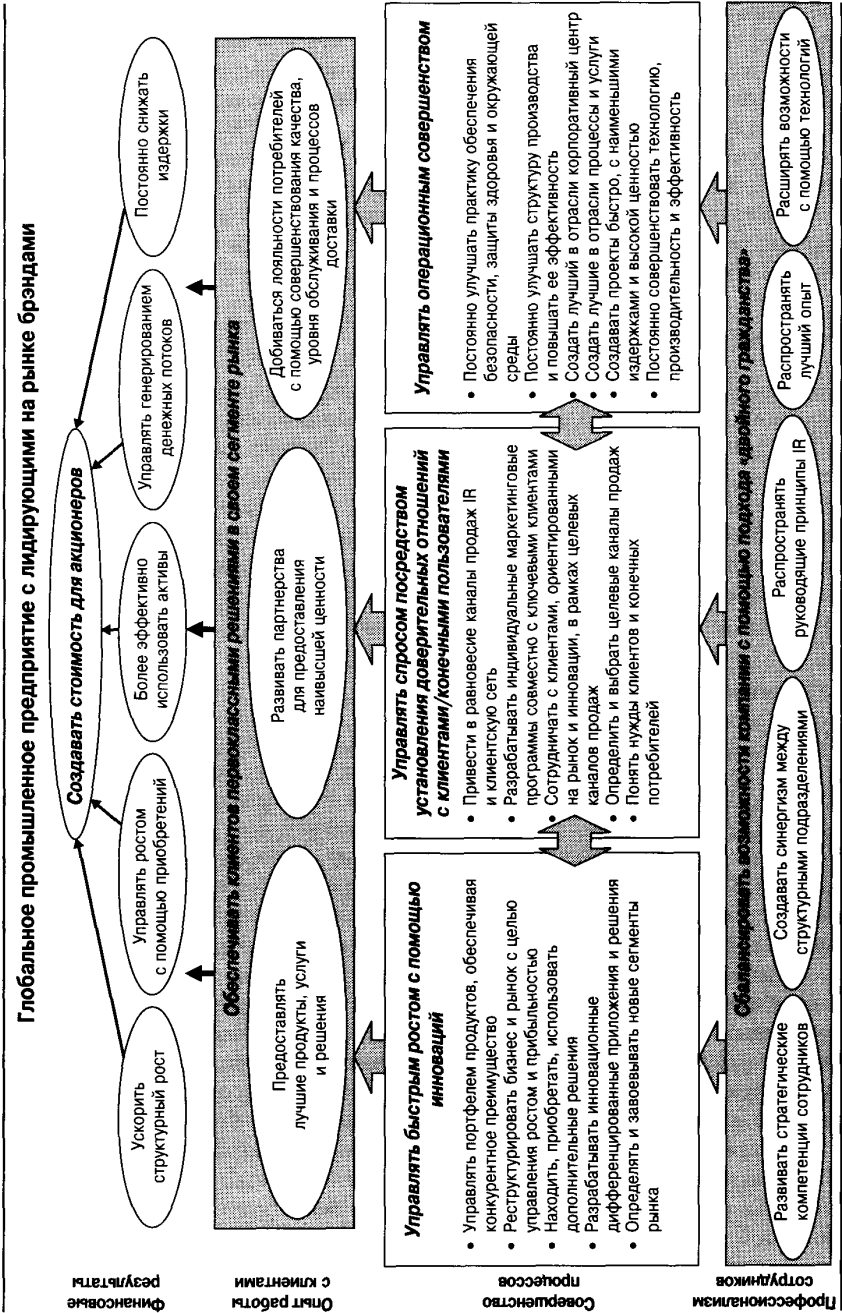 Глобальное промышленное предприятие с лидирующими на рынке брэндами
Финансовые
результаты
Создавать стоимость для акционеров
Ускорить
структурный рост
Управлять ростом
с помощью приобретений
Более эффективно
использовать активы
Управлять генерированием
денежных потоков
Постоянно снижать
издержки
Опыт работы
с клиентами
Обеспечивать клиентов первоклассными решениями в своем сегменте рынка
Предоставлять
лучшие продукты, услуги
и решения
Развивать партнерства
для предоставления
наивысшей ценности
Добиваться лояльности потребителей
с помощью совершенствования качества,
уровня обслуживания и процессов
доставки
Совершенство
процессов
Управлять быстрым ростом с помощью
инноваций
• Управлять портфелем продуктов, обеспечивая
конкурентное преимущество
• Реструктурировать бизнес и рынок с целью
управления ростом и прибыльностью
• Находить, приобретать, использовать
дополнительные решения
• Разрабатывать инновационные
дифференцированные приложения и решения
• Определять и завоевывать новые сегменты
рынка
Управлять спросом посредством
установления доверительных отношений
с клиентами/конечными пользователями
• Привести в равновесие каналы продаж IR
и клиентскую сеть
• Разрабатывать индивидуальные маркетинговые
программы совместно с ключевыми клиентами
• Сотрудничать с клиентами, ориентированными
на рынок и инновации, в рамках целевых
каналов продаж
• Определить и выбрать целевые каналы продаж
• Понять нужды клиентов и конечных
потребителей
Управлять операционным совершенством
• Постоянно улучшать практику обеспечения
безопасности, защиты здоровья и окружающей
среды
• Постоянно улучшать структуру производства
и повышать ее эффективность
• Создать лучший в отрасли корпоративный центр
• Создать лучшие в отрасли процессы и услуги
• Создавать проекты быстро, с наименьшими
издержками и высокой ценностью
• Постоянно совершенствовать технологию,
производительность и эффективность
Профессионализм
сотрудников
Сбалансировать возможности компании с помощью подхода «двойного гражданства»
Развивать стратегические
компетенции сотрудников
Создавать синергизм между
структурными подразделениями
Распространять
руководящие принципы IR
Распространять
лучший опыт
Расширять возможности
с помощью технологий